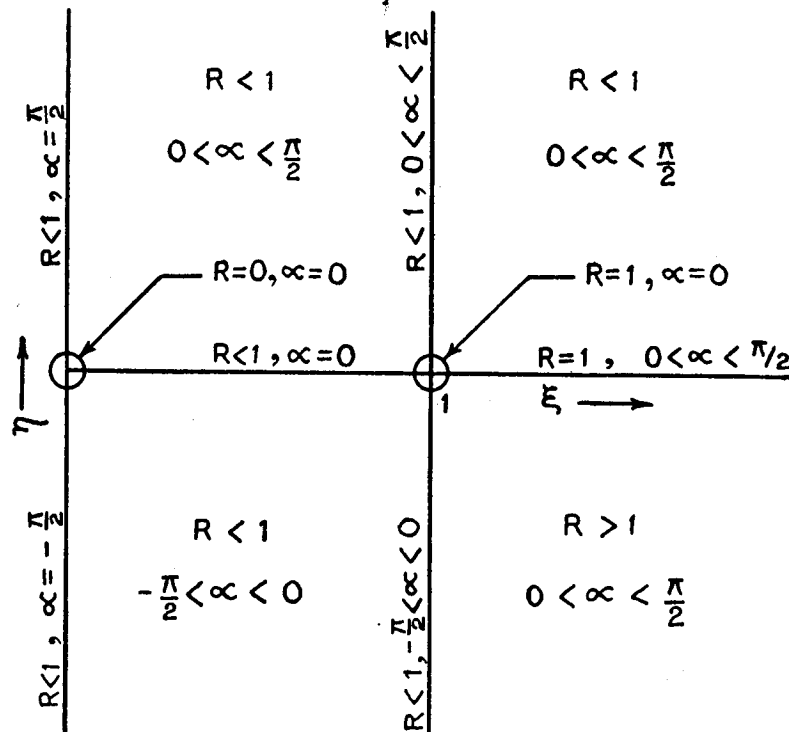 R < 1
0 < ∝ < π/2
R < 1
0 < ∝ < π/2
R<1, ∝=π/2
R<1, 0<∝<π/2
R=0, ∝=0
R=1, ∝=0
R<1, ∝=0
R=1, 0<∝<π/2
η →
1
ξ →
R<1, ∝=-π/2
R < 1
-π/2 < ∝ < 0
R<1, -π/2<∝<0
R > 1
0 < ∝ < π/2